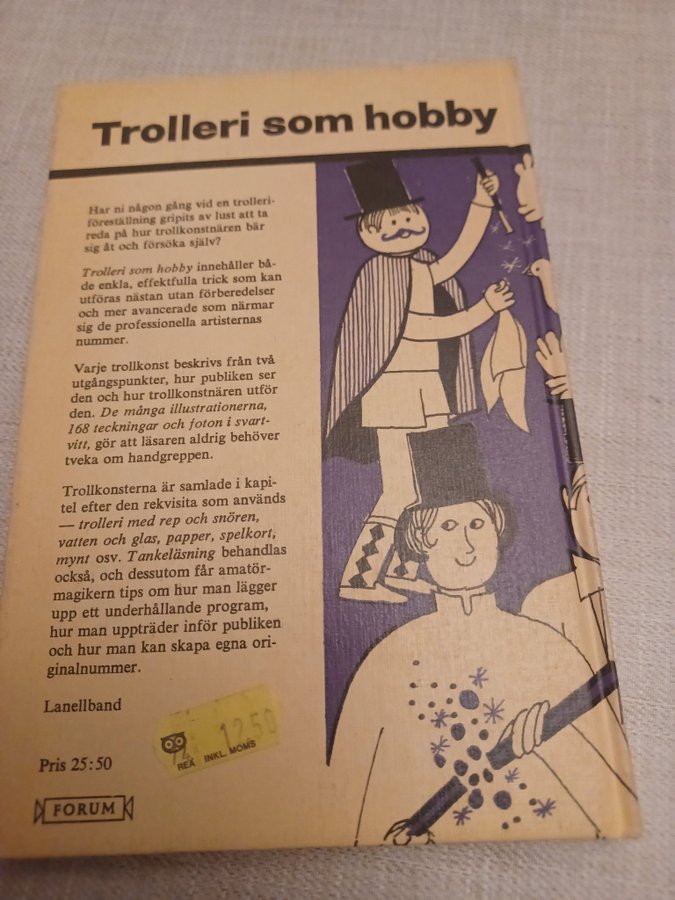 Trolleri som hobby
Har ni någon gång vid en trolleri-
föreställning gripits av lust att ta
reda på hur trollkonstnären bär
sig åt och försöka själv?
Trolleri som hobby innehåller bå-
de enkla, effektfulla trick som kan
utföras nästan utan förberedelser
och mer avancerade som närmar
sig de professionella artisternas
nummer.
Varje trollkonst beskrivs från två
utgångspunkter, hur publiken ser
den och hur trollkonstnären utför
den. De många illustrationerna,
168 teckningar och foton i svart-
vitt, gör att läsaren aldrig behöver
tveka om handgreppen.
Trollkonsterna är samlade i kapi-
tel efter den rekvisita som används
— trolleri med rep och snören,
vatten och glas, papper, spelkort,
mynt osv. Tankeläsning behandlas
också, och dessutom får amatör-
magikern tips om hur man lägger
upp ett underhållande program,
hur man uppträder inför publiken
och hur man kan skapa egna ori-
ginalnummer.
Lanellband
12.50
REA INKL. MOMS
Pris 25:50
FORUM